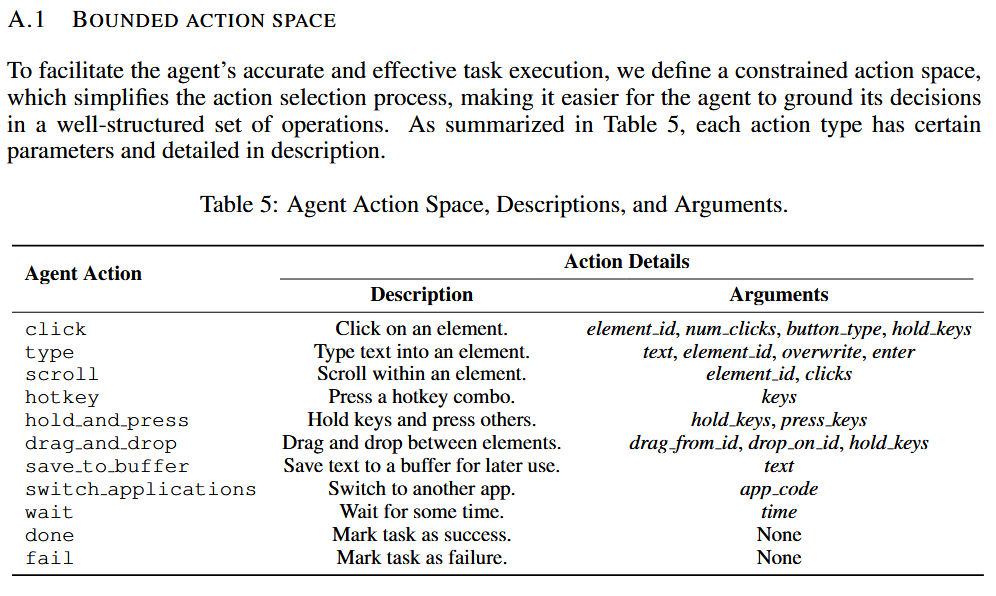 A.1 BOUNDED ACTION SPACE
To facilitate the agent's accurate and effective task execution, we define a constrained action space,
which simplifies the action selection process, making it easier for the agent to ground its decisions
in a well-structured set of operations. As summarized in Table 5, each action type has certain
parameters and detailed in description.
Table 5: Agent Action Space, Descriptions, and Arguments.
Agent Action Action Details
Description Arguments
click Click on an element. element_id, num_clicks, button_type, hold_keys
type Type text into an element. text, element_id, overwrite, enter
scroll Scroll within an element. element_id, clicks
hotkey Press a hotkey combo. keys
hold_and_press Hold keys and press others. hold_keys, press_keys
drag_and_drop Drag and drop between elements. drag_from_id, drop_on_id, hold_keys
save_to_buffer Save text to a buffer for later use. text
switch_applications Switch to another app. app_code
wait Wait for some time. time
done Mark task as success. None
fail Mark task as failure. None